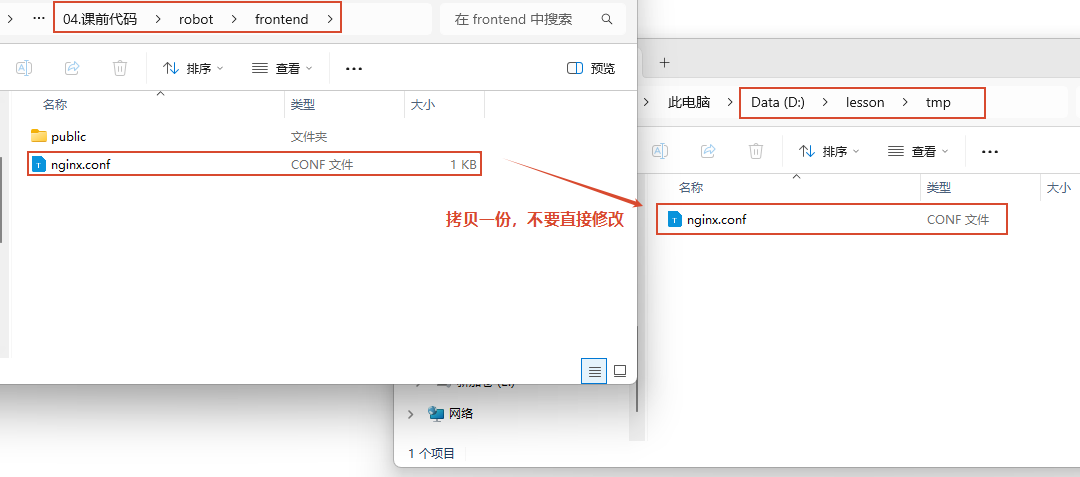 … 04.课前代码 robot frontend 在 frontend 中搜索
排序 查看 … 预览
名称 类型 大小
public 文件夹
nginx.conf CONF 文件 1 KB
拷贝一份，不要直接修改
此电脑 Data (D:) lesson tmp
排序 查看 …
名称 类型 大小
nginx.conf CONF 文件
网络
1 个项目